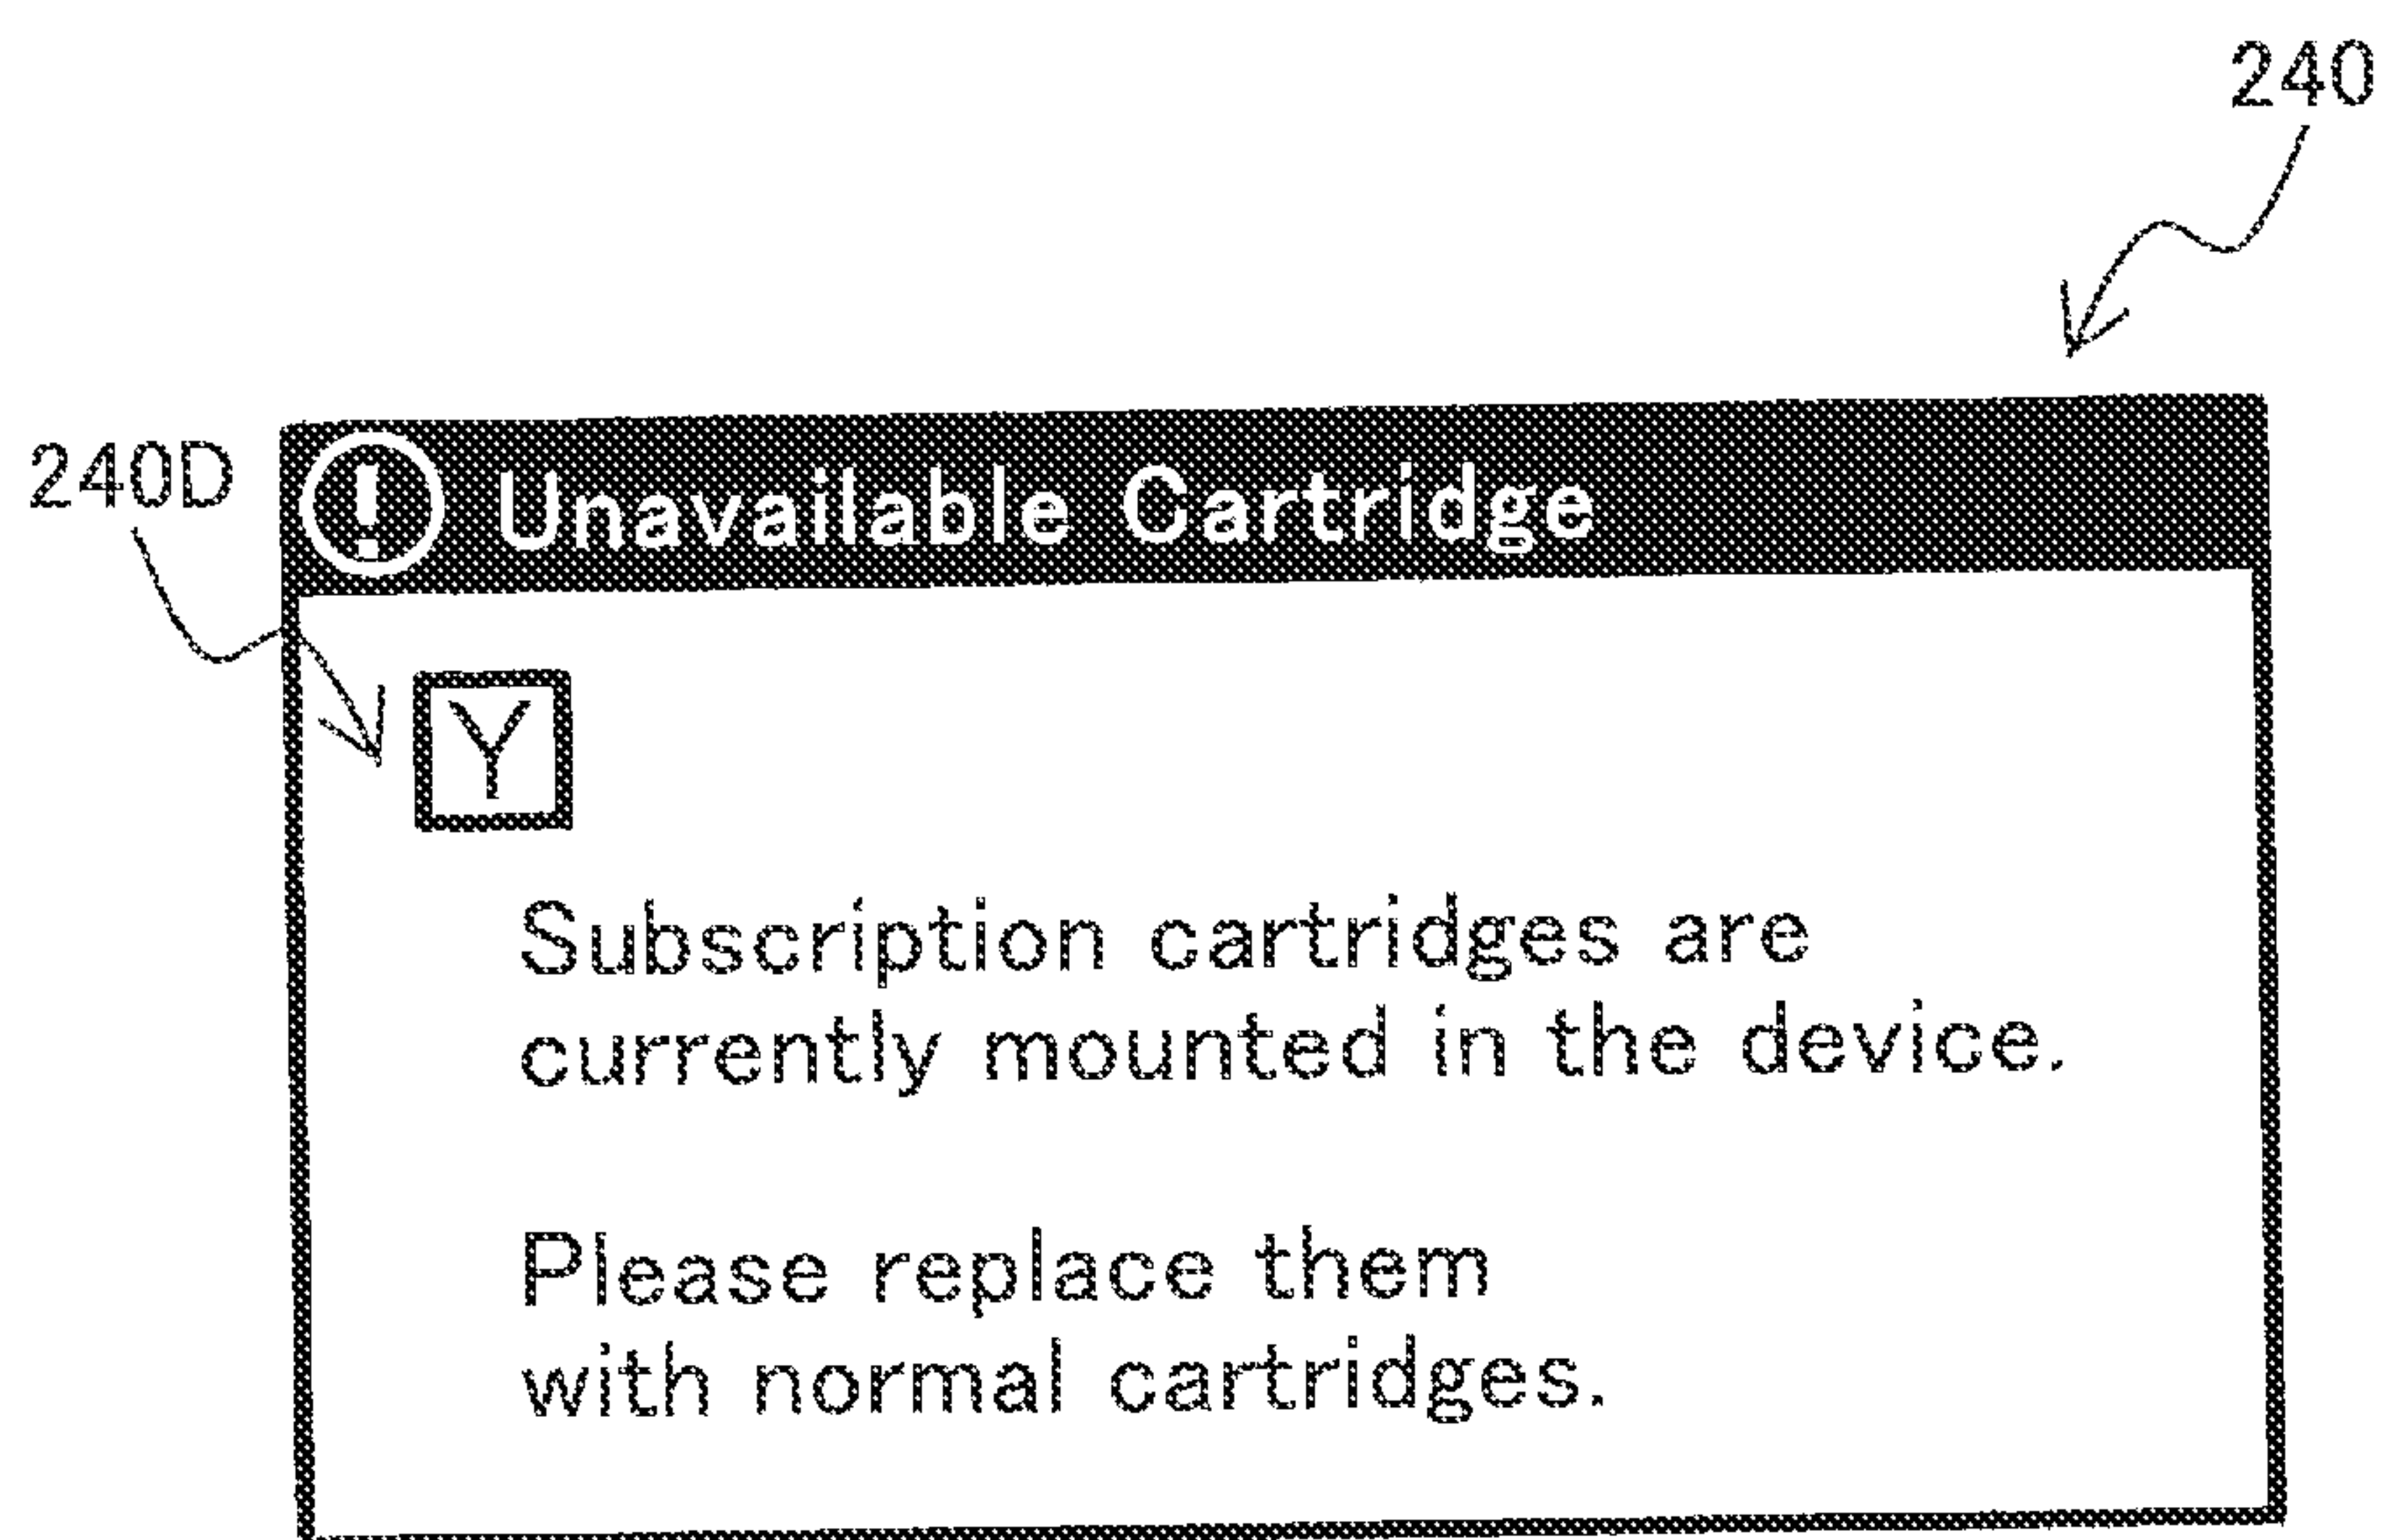 240
240D
! Unavailable Cartridge
Y
Subscription cartridges are
currently mounted in the device.
Please replace them
with normal cartridges.